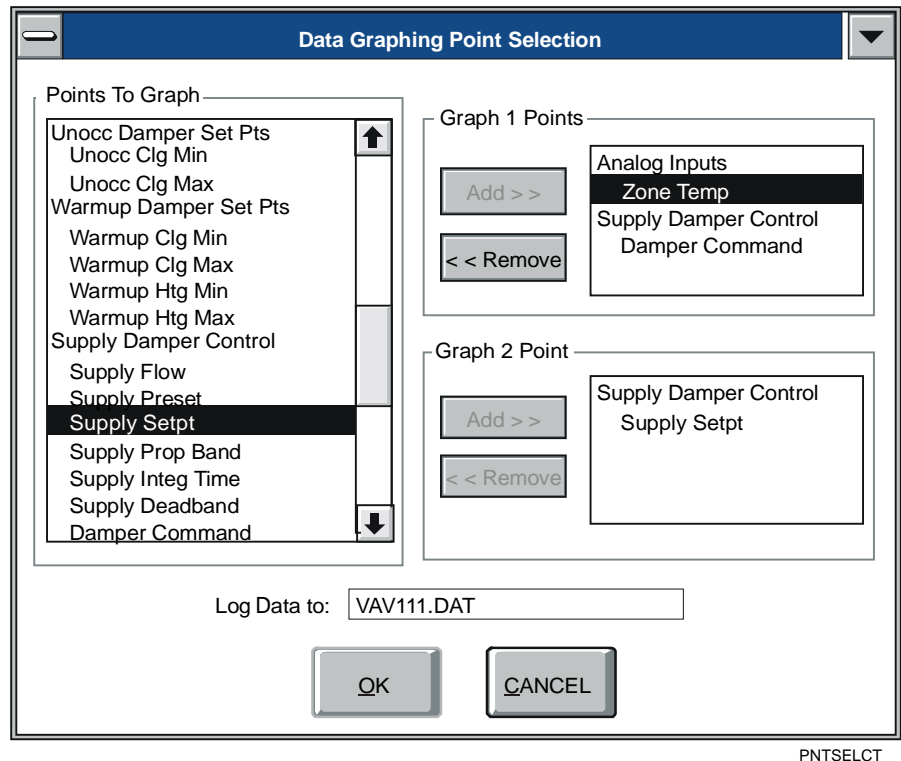 Data Graphing Point Selection
Points To Graph
Unocc Damper Set Pts
Unocc Clg Min
Unocc Clg Max
Warmup Damper Set Pts
Warmup Clg Min
Warmup Clg Max
Warmup Htg Min
Warmup Htg Max
Supply Damper Control
Supply Flow
Supply Preset
Supply Setpt
Supply Prop Band
Supply Integ Time
Supply Deadband
Damper Command
Graph 1 Points
Add > >
< < Remove
Analog Inputs
Zone Temp
Supply Damper Control
Damper Command
Graph 2 Point
Add > >
< < Remove
Supply Damper Control
Supply Setpt
Log Data to: VAV111.DAT
OK CANCEL
PNTSELCT